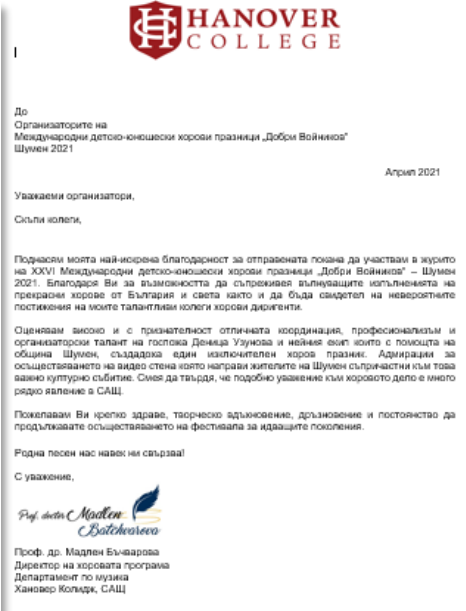 HANOVER
COLLEGE
До
Организаторите на
Международни детско-юношески хорови празници „Добри Войников"
Шумен 2021
Април 2021
Уважаеми организатори,
Скъпи колеги,
Поднасям моята най-искрена благодарност за отправената покана да участвам в журито
на XXVI Международни детско-юношески хорови празници „Добри Войников" – Шумен
2021. Благодаря Ви за възможността да съпреживея вълнуващите изпълненията на
прекрасни хорове от България и света както и да бъда свидетел на невероятните
постижения на моите талантливи колеги хорови диригенти.
Оценявам високо и с признателност отличната координация, професионализъм и
организаторски талант на госпожа Деница Узунова и нейния екип които с помощта на
община Шумен, създадоха един изключителен хоров празник. Адмирации за
осъществяването на видео стена която направи жителите на Шумен съпричастни към това
важно културно събитие. Смея да твърдя, че подобно уважение към хоровото дело е много
рядко явление в САЩ.
Пожелавам Ви крепко здраве, творческо вдъхновение, дръзновение и постоянство да
продължавате осъществяването на фестивала за идващите поколения.
Родна песен нас навек ни свързва!
С уважение,
Prof. doctor Madlen
Batchvarova
Проф. др. Мадлен Бъчварова
Директор на хоровата програма
Департамент по музика
Хановер Колидж, САЩ